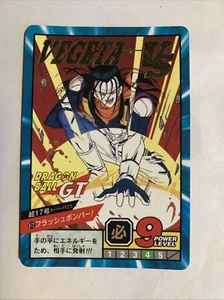 VEGETA
DRAGON
BALL GT
超17号
フラッシュボンバー!
手の平にエネルギーを
ため、相手に発射!!!
必
9
POWER
LEVEL
1 2 3 4 5